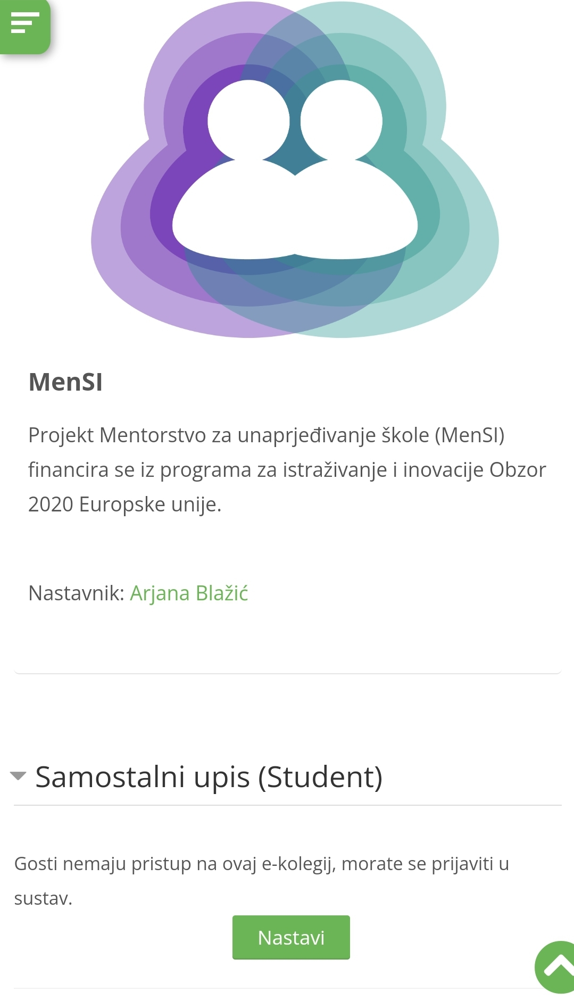 MenSI
Projekt Mentorstvo za unaprjeđivanje škole (MenSI)
financira se iz programa za istraživanje i inovacije Obzor
2020 Europske unije.
Nastavnik: Arjana Blažić
Samostalni upis (Student)
Gosti nemaju pristup na ovaj e-kolegij, morate se prijaviti u
sustav.
Nastavi